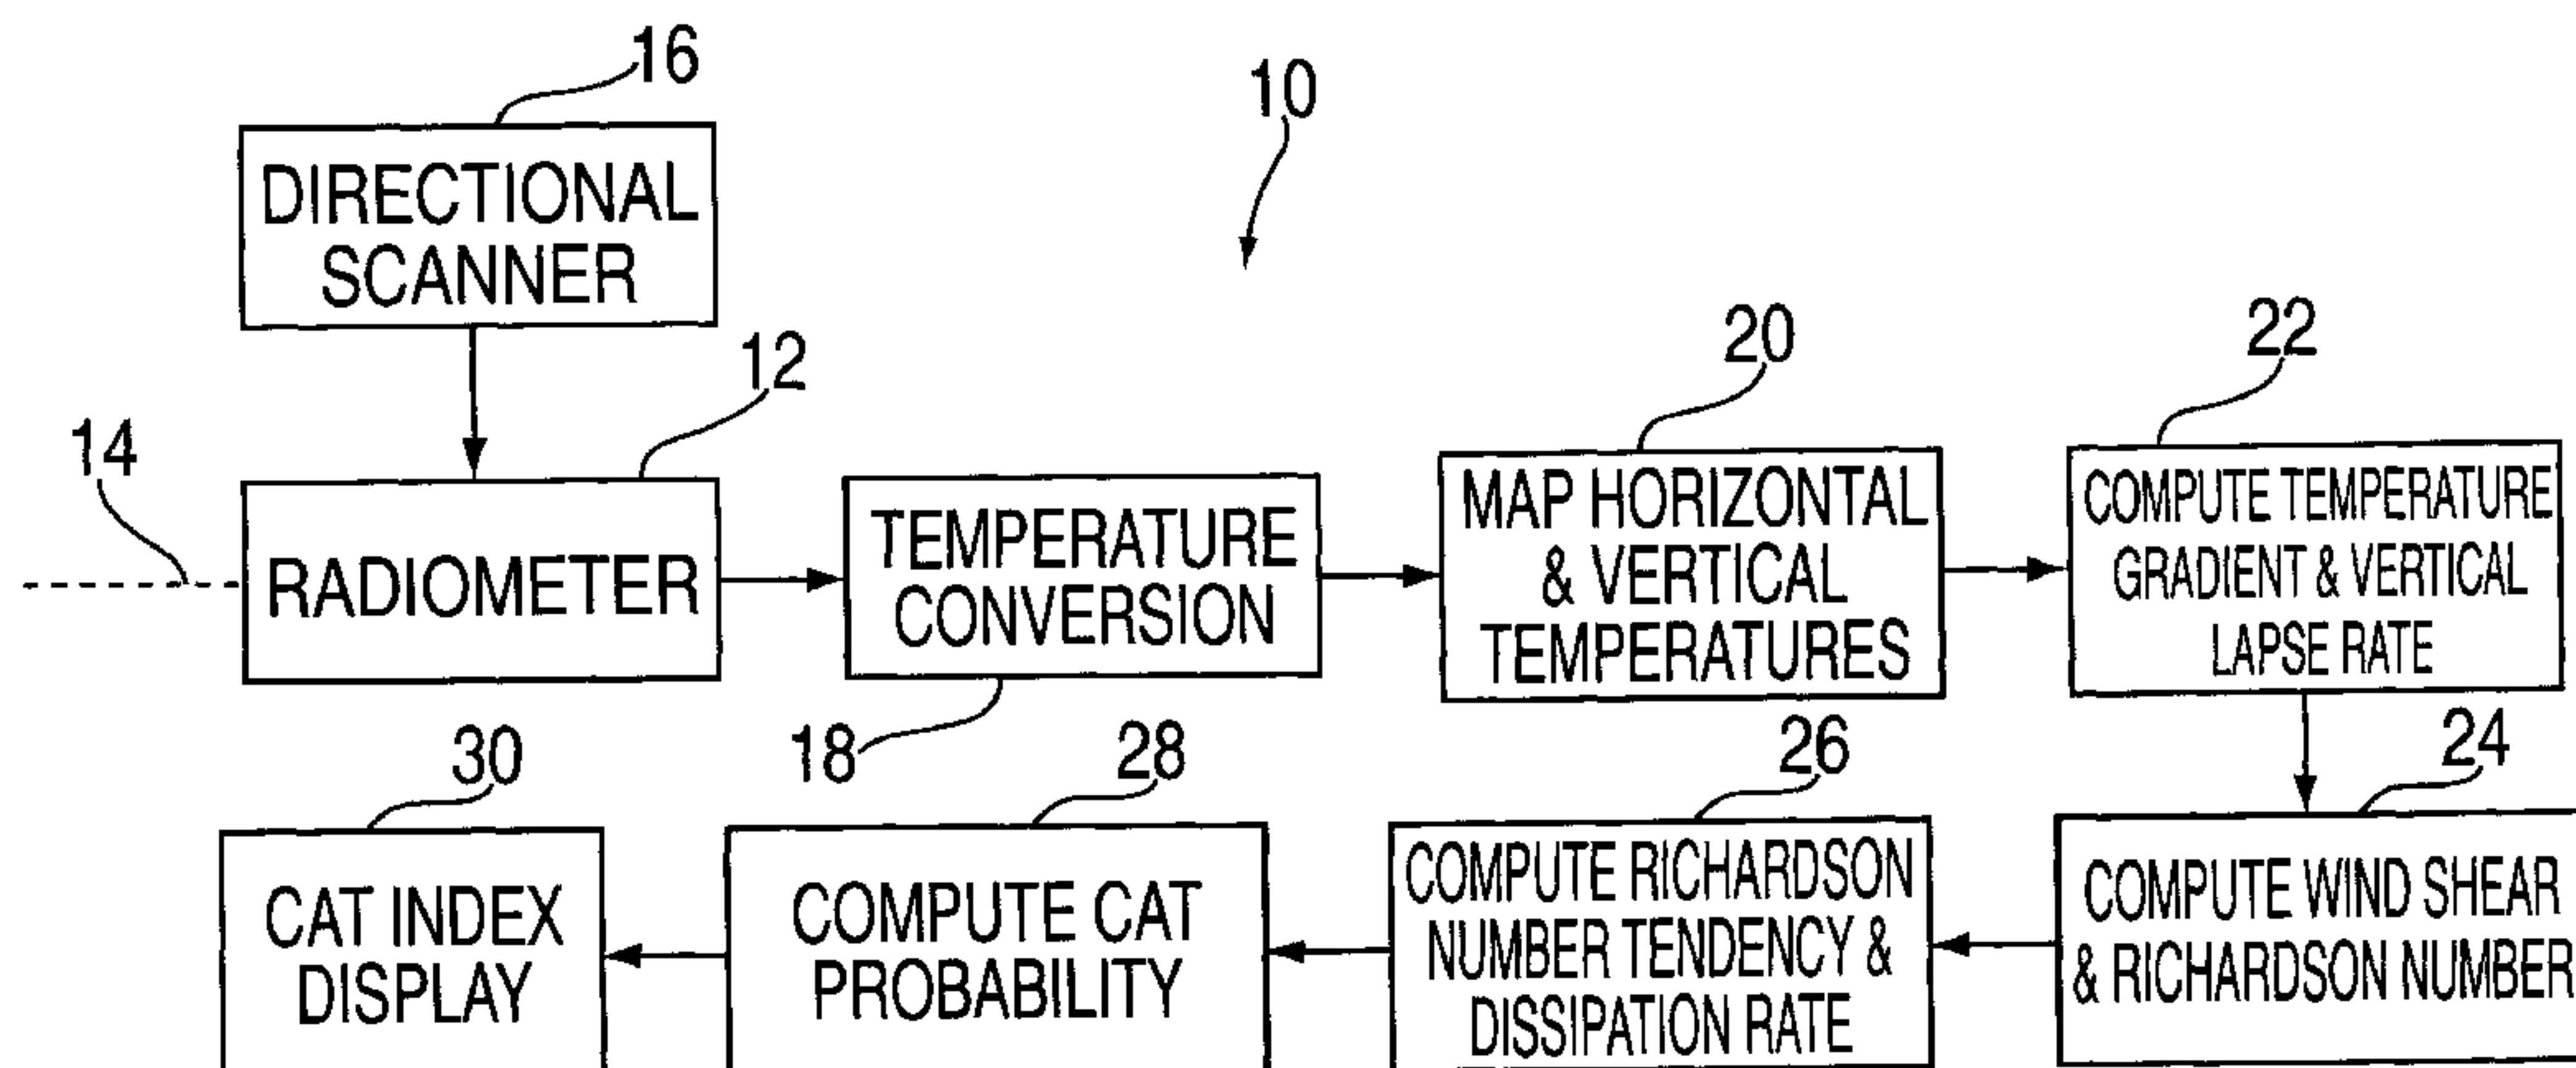 16
10
DIRECTIONAL
SCANNER
20
22
12
14
RADIOMETER
TEMPERATURE
CONVERSION
MAP HORIZONTAL
& VERTICAL
TEMPERATURES
COMPUTE TEMPERATURE
GRADIENT & VERTICAL
LAPSE RATE
30
18
28
26
24
CAT INDEX
DISPLAY
COMPUTE CAT
PROBABILITY
COMPUTE RICHARDSON
NUMBER TENDENCY &
DISSIPATION RATE
COMPUTE WIND SHEAR
& RICHARDSON NUMBER